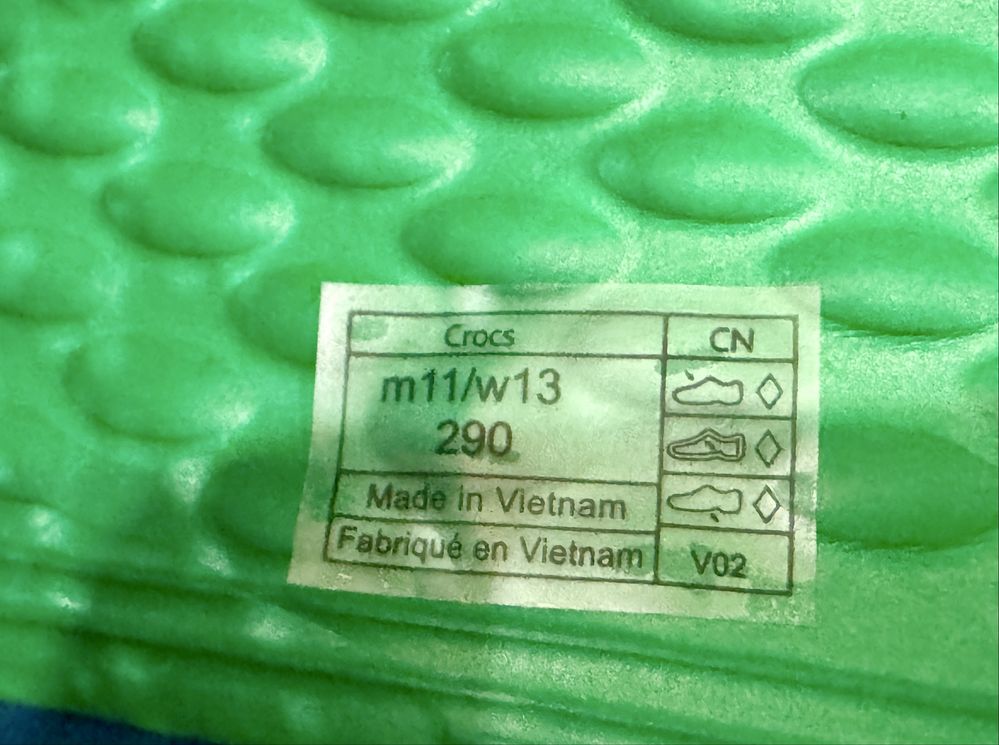 Crocs
CN
m11/w13
290
Made in Vietnam
Fabriqué en Vietnam
V02